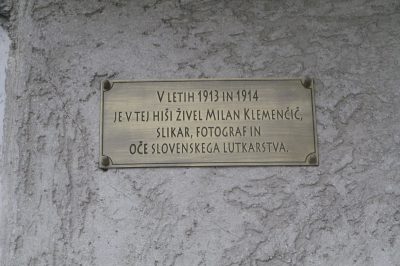 V LETIH 1913 IN 1914
JE V TEJ HIŠI ŽIVEL MILAN KLEMENČIČ,
SLIKAR, FOTOGRAF IN
OČE SLOVENSKEGA LUTKARSTVA.